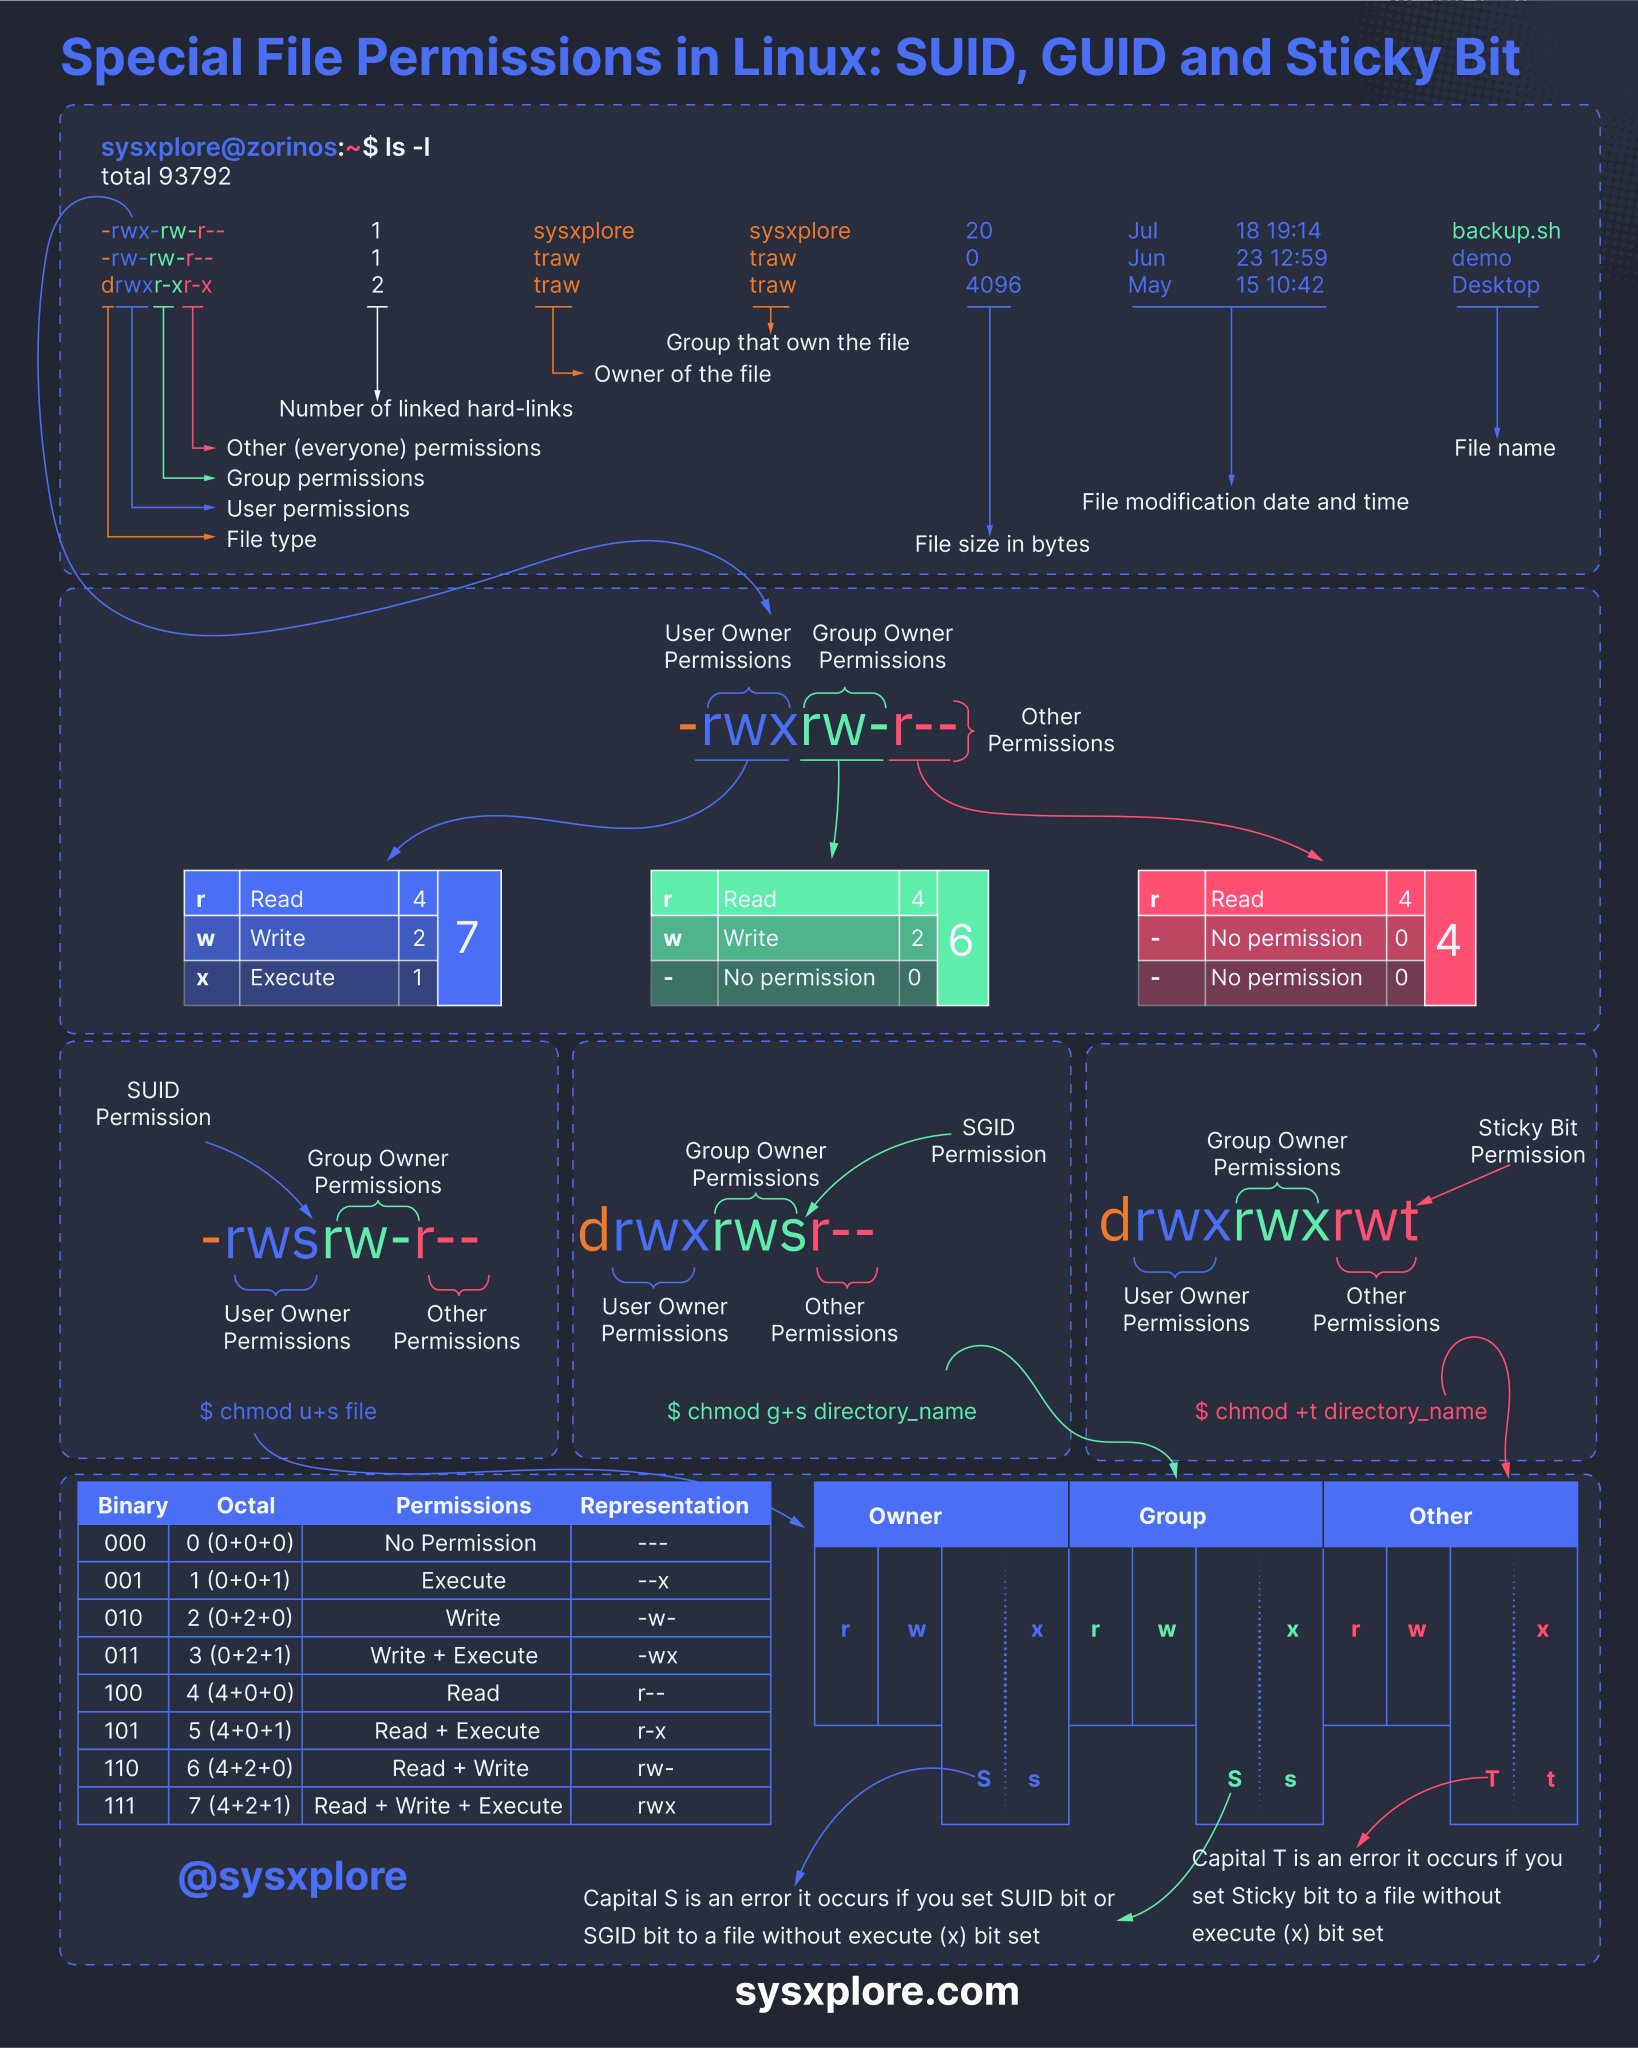 Special File Permissions in Linux: SUID, GUID and Sticky Bit
sysxplore@zorinos:~$ ls -l
total 93792
-rwx-rw-r-- 1 sysxplore sysxplore 20 Jul 18 19:14 backup.sh
-rw-rw-r-- 1 traw traw 0 Jun 23 12:59 demo
drwxr-xr-x 2 traw traw 4096 May 15 10:42 Desktop
Group that own the file
Owner of the file
Number of linked hard-links
Other (everyone) permissions
Group permissions
User permissions
File type
File name
File modification date and time
File size in bytes
User Owner
Permissions
Group Owner
Permissions
-rwxrw-r--
Other
Permissions
r Read 4
w Write 2
x Execute 1
7
r Read 4
w Write 2
- No permission 0
6
r Read 4
- No permission 0
- No permission 0
4
SUID
Permission
Group Owner
Permissions
-rwsrw-r--
User Owner
Permissions
Other
Permissions
$ chmod u+s file
SGID
Permission
Group Owner
Permissions
drwxrwsr--
User Owner
Permissions
Other
Permissions
$ chmod g+s directory_name
Sticky Bit
Permission
Group Owner
Permissions
drwxrwxrwt
User Owner
Permissions
Other
Permissions
$ chmod +t directory_name
Binary Octal Permissions Representation
000 0 (0+0+0) No Permission ---
001 1 (0+0+1) Execute --x
010 2 (0+2+0) Write -w-
011 3 (0+2+1) Write + Execute -wx
100 4 (4+0+0) Read r--
101 5 (4+0+1) Read + Execute r-x
110 6 (4+2+0) Read + Write rw-
111 7 (4+2+1) Read + Write + Execute rwx
Owner Group Other
r w x r w x r w x
S s S s T t
Capital S is an error it occurs if you set SUID bit or
SGID bit to a file without execute (x) bit set
Capital T is an error it occurs if you
set Sticky bit to a file without
execute (x) bit set
@sysxplore
sysxplore.com